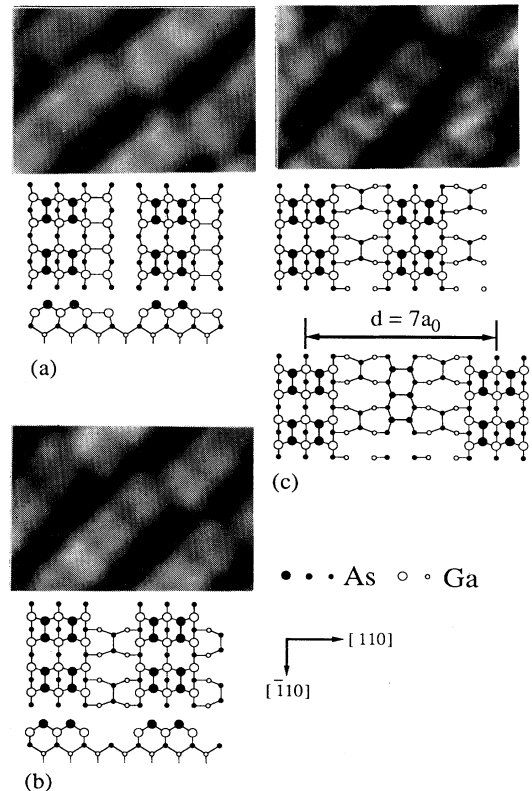 (a)
d = 7a₀
(c)
● • · As ○ ∘ Ga
[110]
[1̄10]
(b)